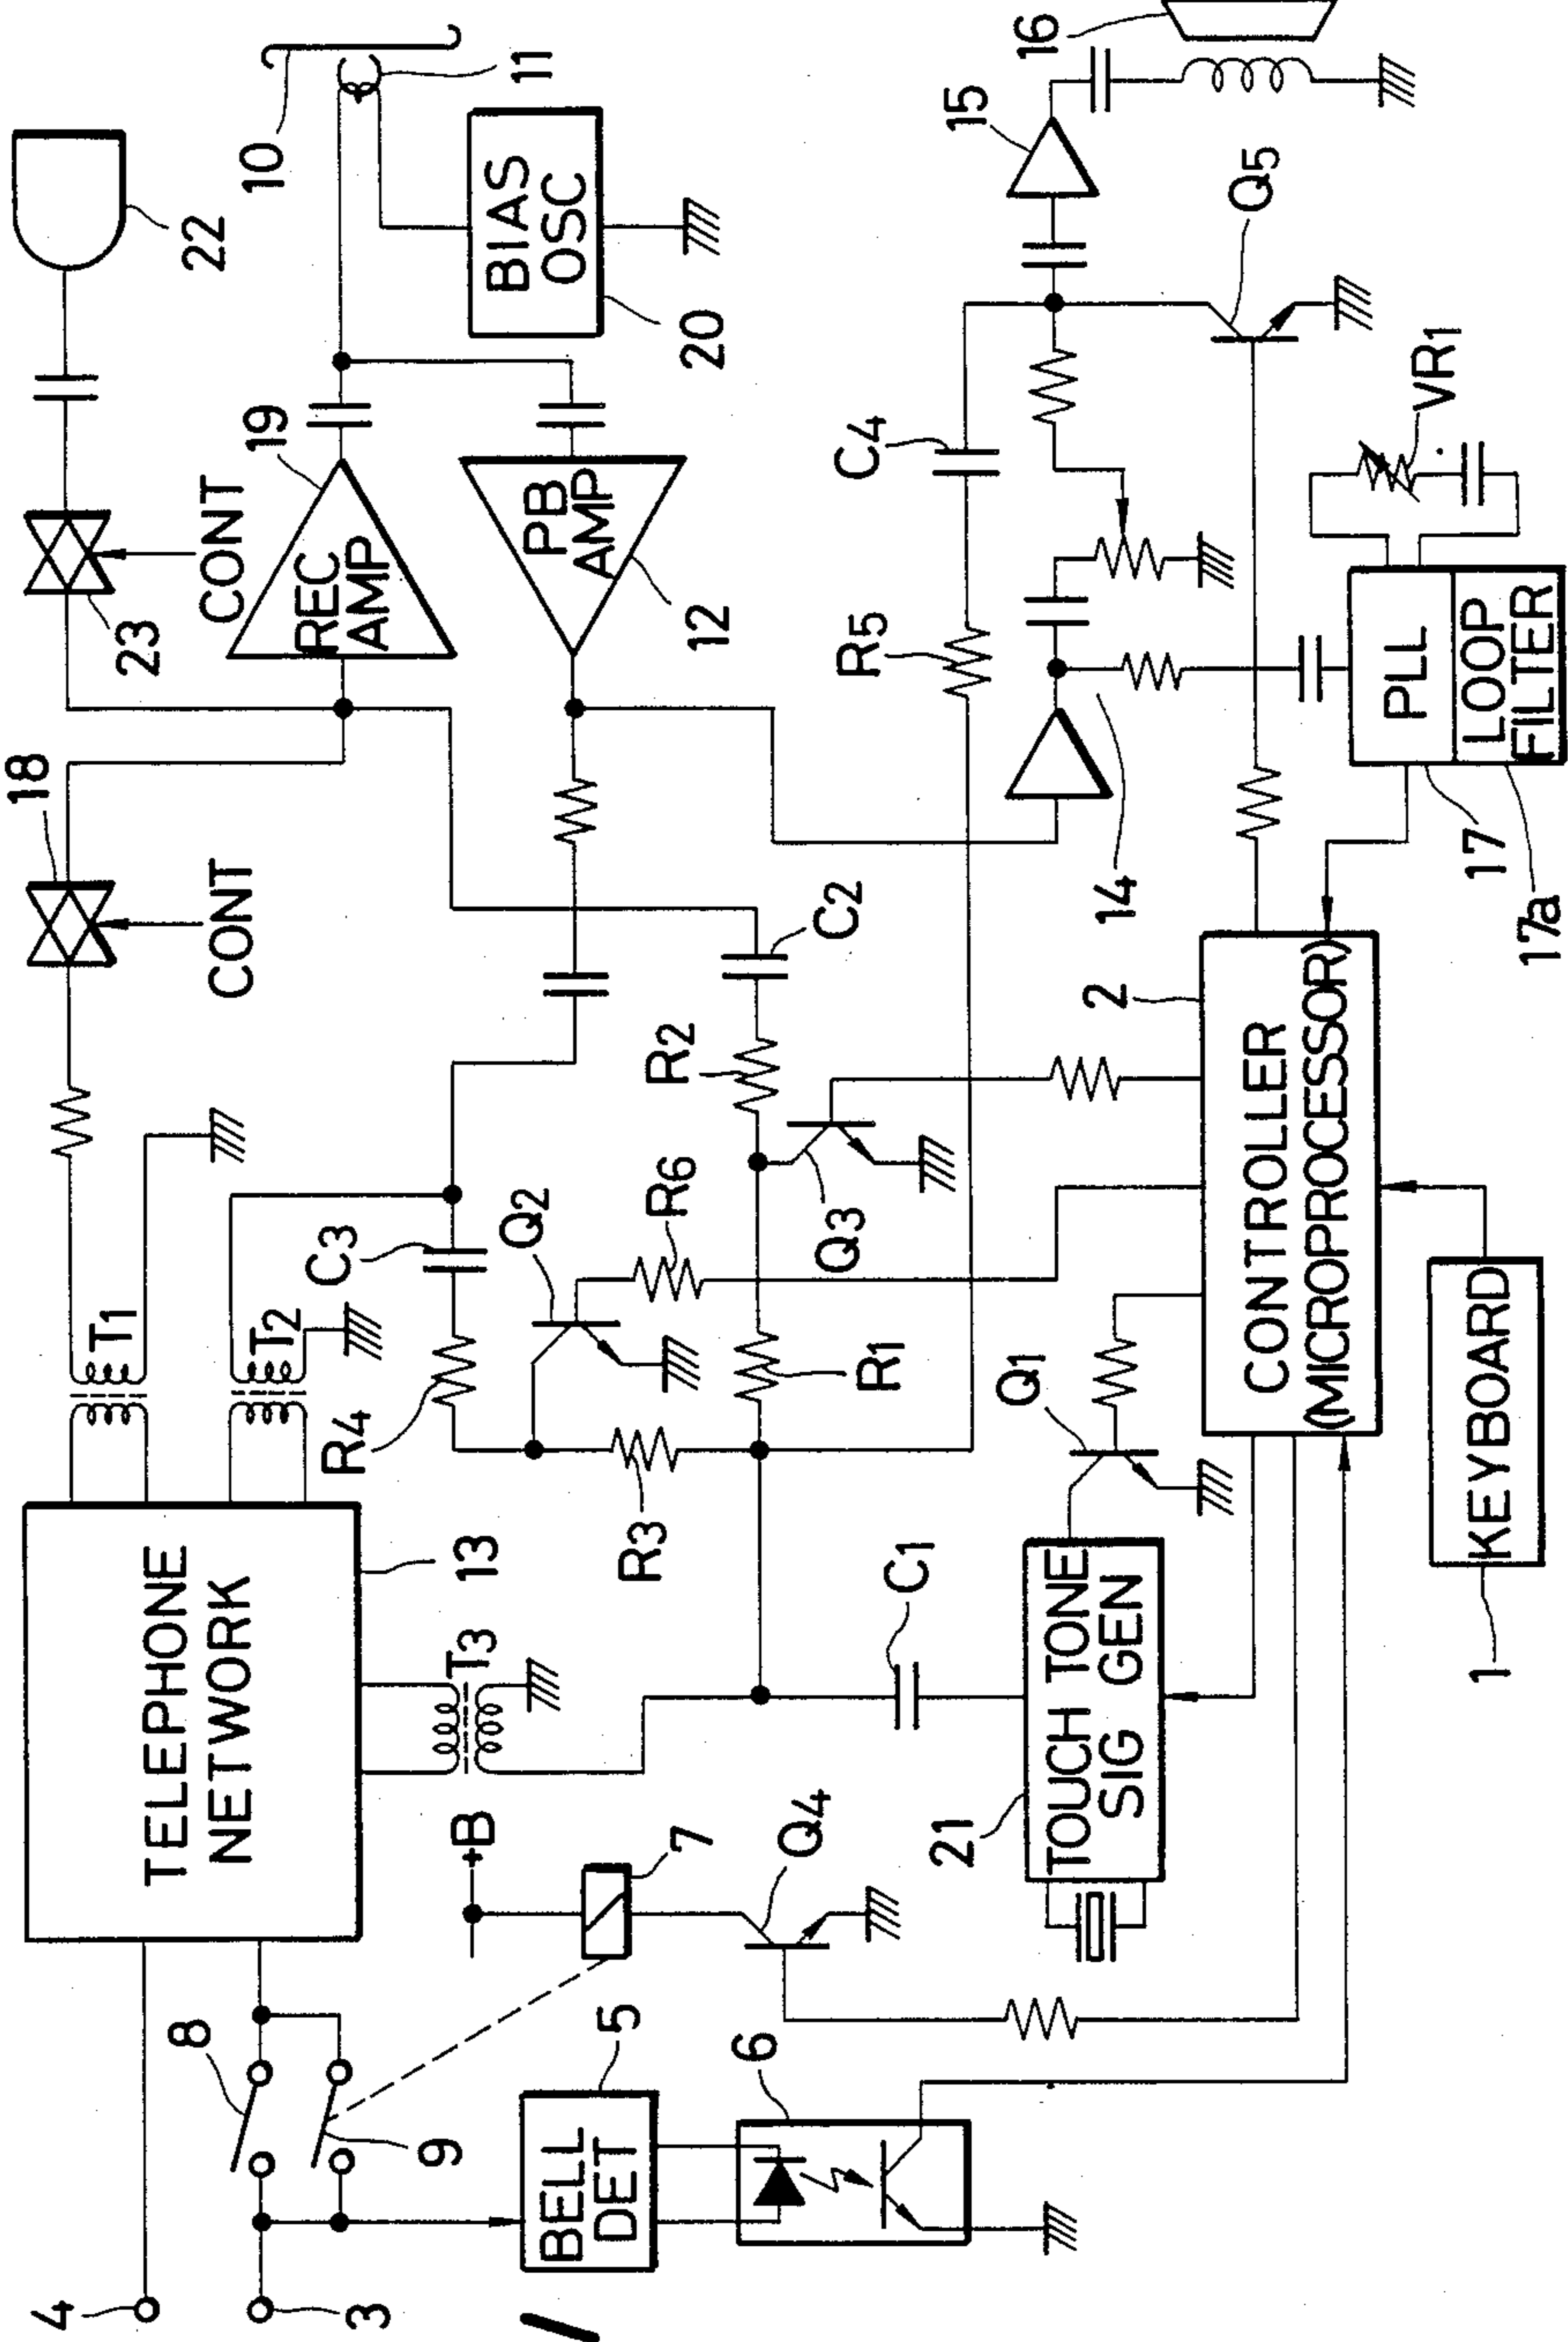 4
3
8
9
TELEPHONE
NETWORK
13
T1
T2
T3
+B
7
Q4
BELL
DET
5
6
18
CONT
23
CONT
22
REC
AMP
19
PB
AMP
12
10
11
BIAS
OSC
20
C3
R4
Q2
R6
R3
R1
R2
C2
Q3
C1
TOUCH TONE
SIG GEN
21
Q1
CONTROLLER
(MICROPROCESSOR)
2
KEYBOARD
1
R5
C4
14
15
16
Q5
VR1
PLL
LOOP
FILTER
17
17a